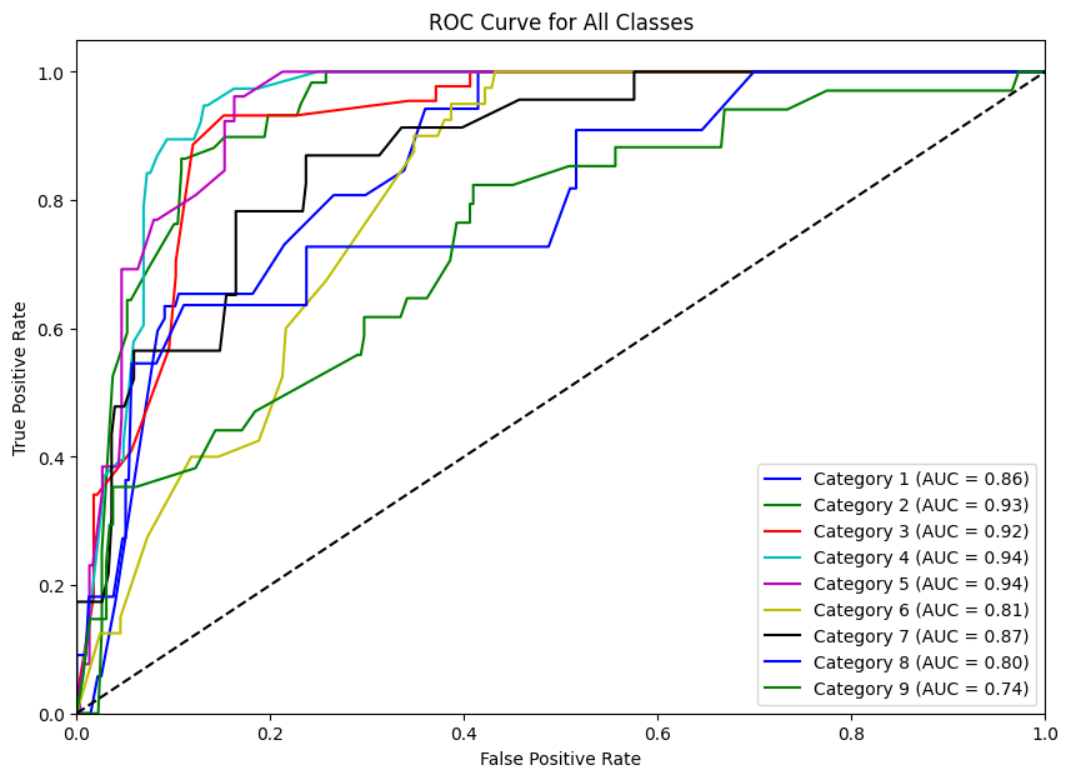 ROC Curve for All Classes
1.0
0.8
0.6
0.4
0.2
0.0
True Positive Rate
0.0 0.2 0.4 0.6 0.8 1.0
False Positive Rate
Category 1 (AUC = 0.86)
Category 2 (AUC = 0.93)
Category 3 (AUC = 0.92)
Category 4 (AUC = 0.94)
Category 5 (AUC = 0.94)
Category 6 (AUC = 0.81)
Category 7 (AUC = 0.87)
Category 8 (AUC = 0.80)
Category 9 (AUC = 0.74)